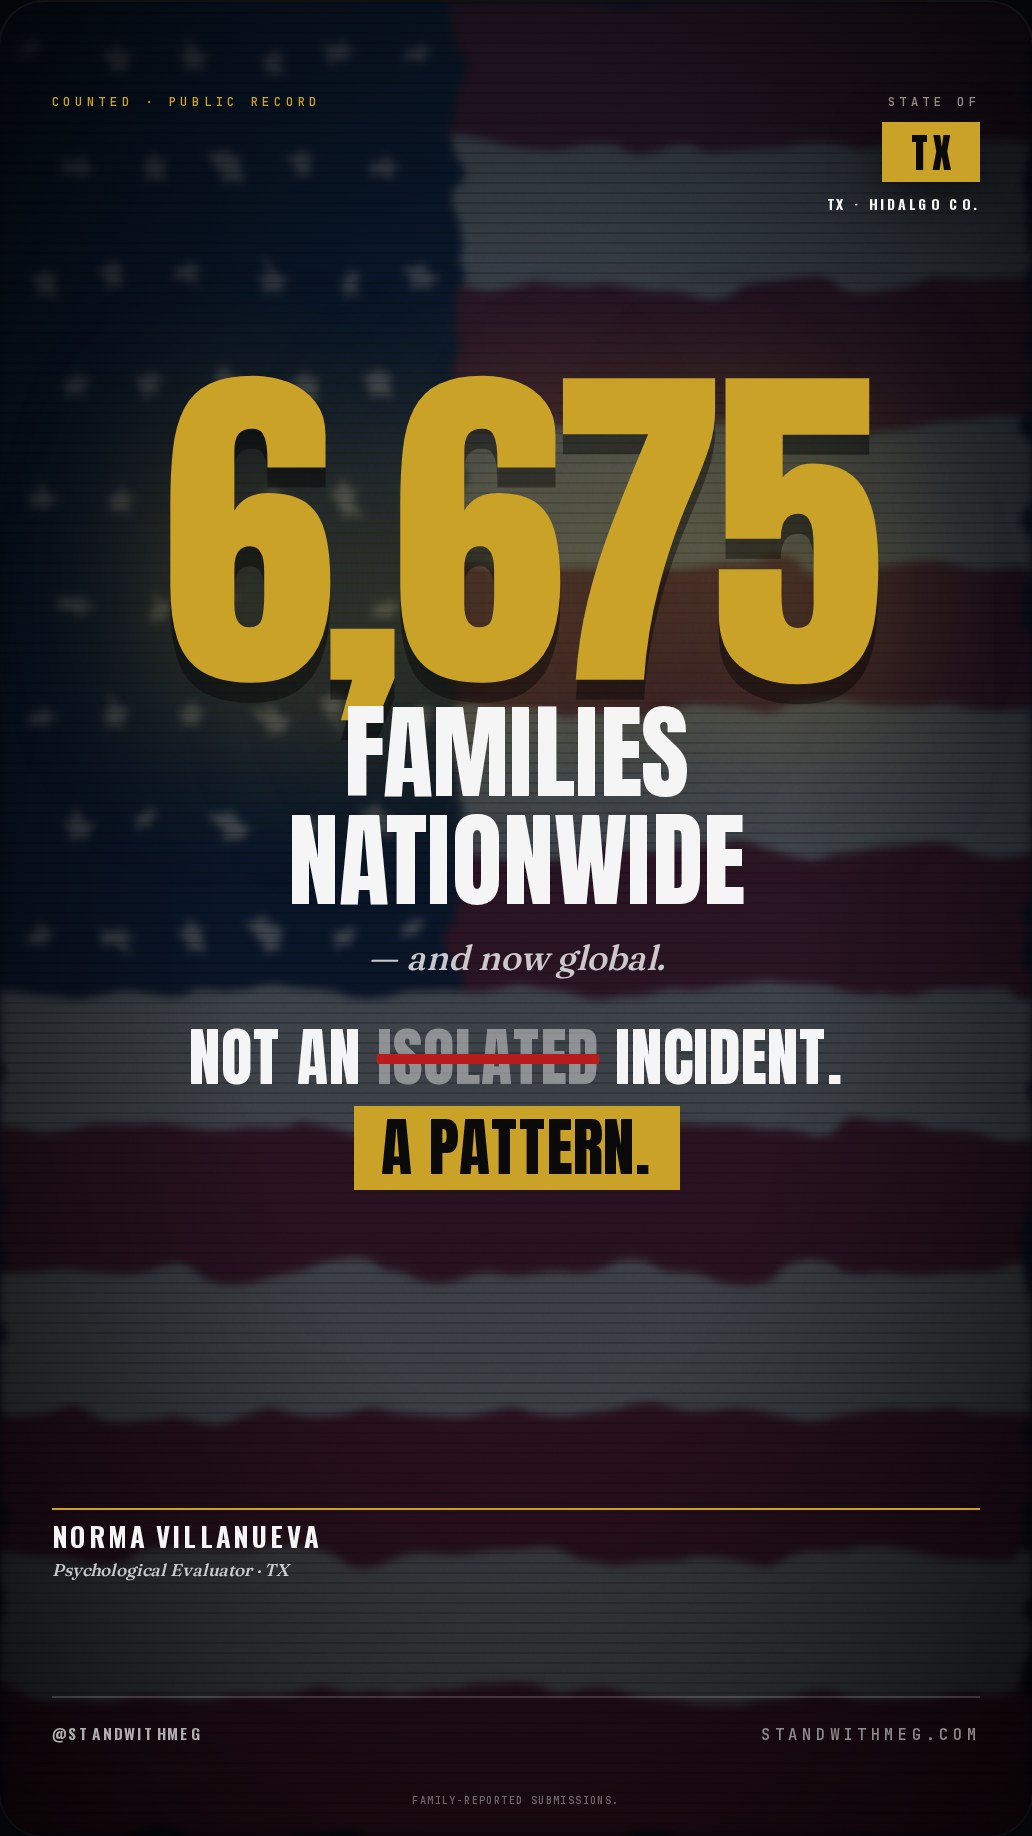 COUNTED · PUBLIC RECORD
STATE OF
TX
TX · HIDALGO CO.
6,675
FAMILIES
NATIONWIDE
— and now global.
NOT AN ISOLATED INCIDENT.
A PATTERN.
NORMA VILLANUEVA
Psychological Evaluator · TX
@STANDWITHMEG
STANDWITHMEG.COM
FAMILY-REPORTED SUBMISSIONS.